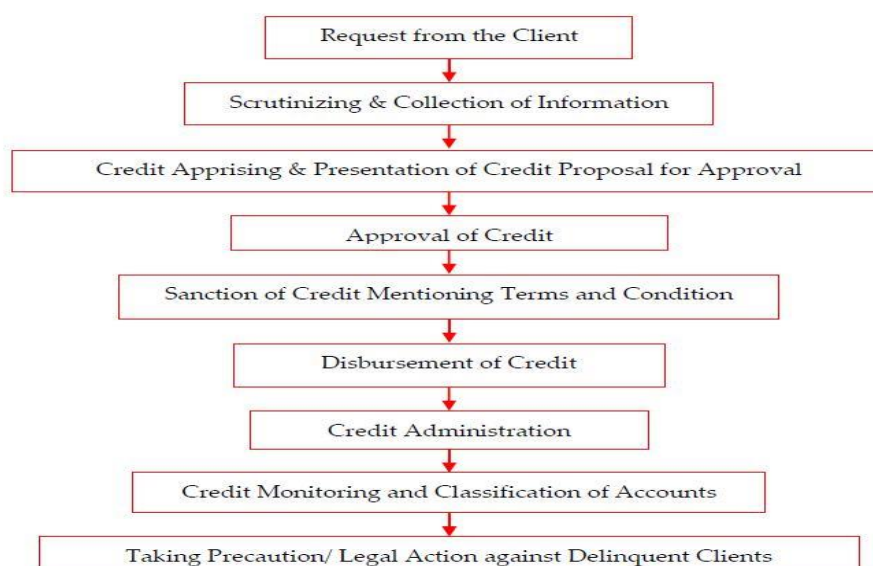 Request from the Client
Scrutinizing & Collection of Information
Credit Apprising & Presentation of Credit Proposal for Approval
Approval of Credit
Sanction of Credit Mentioning Terms and Condition
Disbursement of Credit
Credit Administration
Credit Monitoring and Classification of Accounts
Taking Precaution/ Legal Action against Delinquent Clients